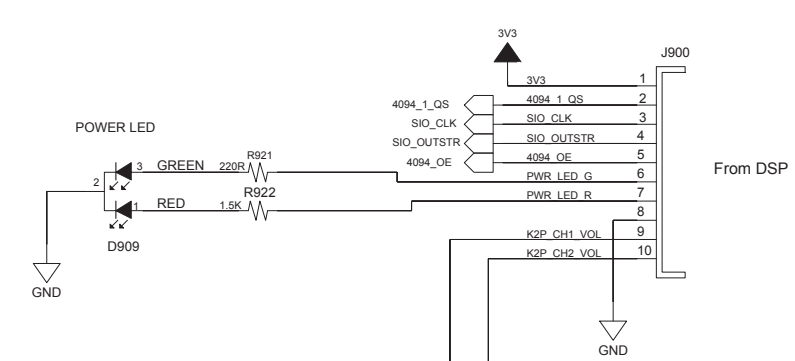 3V3
J900
3V3 1
4094_1_QS 4094_1_QS 2
SIO_CLK SIO_CLK 3
SIO_OUTSTR SIO_OUTSTR 4
4094_OE 4094_OE 5
POWER LED
3 GREEN 220R R921 PWR_LED_G 6
From DSP
2
1 RED 1.5K R922 PWR_LED_R 7
8
D909
K2P_CH1_VOL 9
K2P_CH2_VOL 10
GND
GND